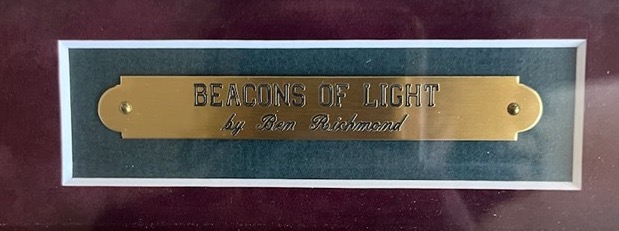 BEACONS OF LIGHT
by Ben Richmond